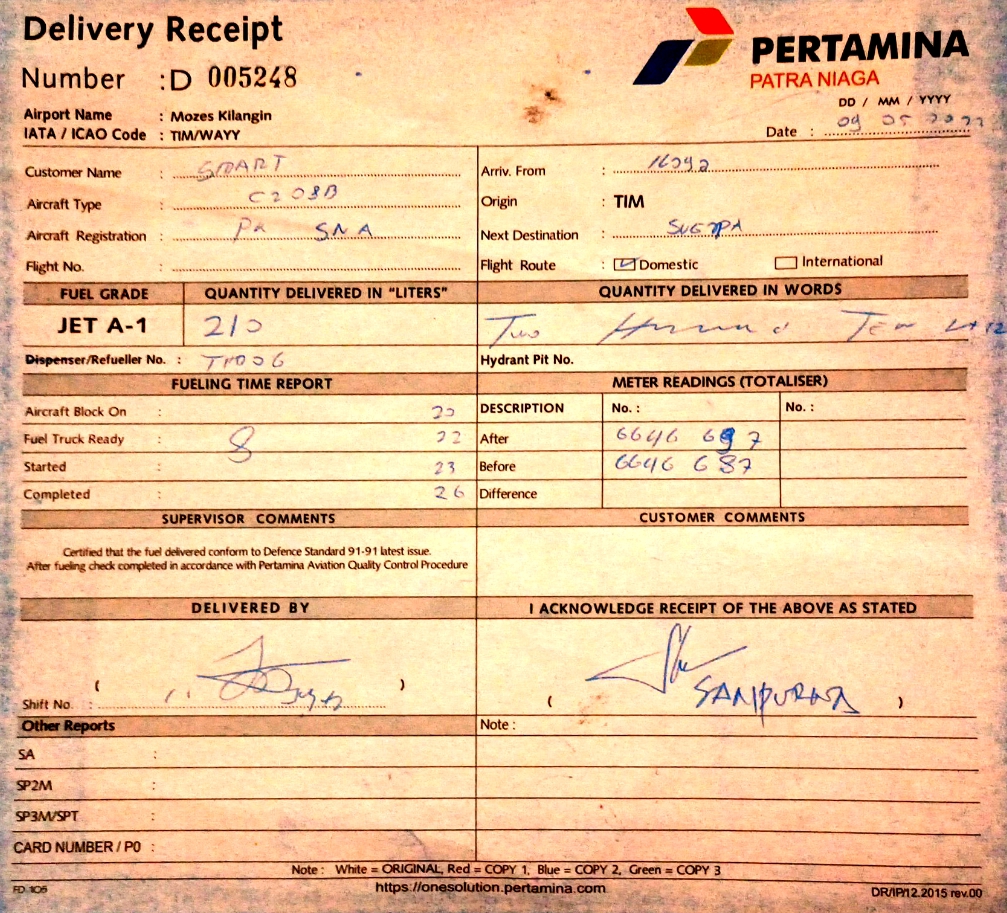 Delivery Receipt
PERTAMINA
PATRA NIAGA
Number : D 005248
Airport Name : Mozes Kilangin
IATA / ICAO Code : TIM/WAYY
DD / MM / YYYY
Date : 09 05
Customer Name : SMART
Arriv. From :
Aircraft Type : C208B
Origin : TIM
Aircraft Registration : PK SNA
Next Destination :
Flight No. :
Flight Route : Domestic International
FUEL GRADE QUANTITY DELIVERED IN "LITERS" QUANTITY DELIVERED IN WORDS
JET A-1 210 Two Hundred Ten
Dispenser/Refueller No. :
Hydrant Pit No.
FUELING TIME REPORT METER READINGS (TOTALISER)
Aircraft Block On : 20
DESCRIPTION No. : No. :
Fuel Truck Ready : 8 22
After 6646 697
Started : 23
Before 6646 687
Completed : 26
Difference
SUPERVISOR COMMENTS CUSTOMER COMMENTS
Certified that the fuel delivered conform to Defence Standard 91-91 latest issue.
After fueling check completed in accordance with Pertamina Aviation Quality Control Procedure
DELIVERED BY I ACKNOWLEDGE RECEIPT OF THE ABOVE AS STATED
( )
Shift No. :
( SAMPURNA )
Other Reports Note :
SA :
SP2M :
SP3M/SPT :
CARD NUMBER / PO :
Note : White = ORIGINAL, Red = COPY 1, Blue = COPY 2, Green = COPY 3
FD 105 https://onesolution.pertamina.com DR/IP/12.2015 rev.00